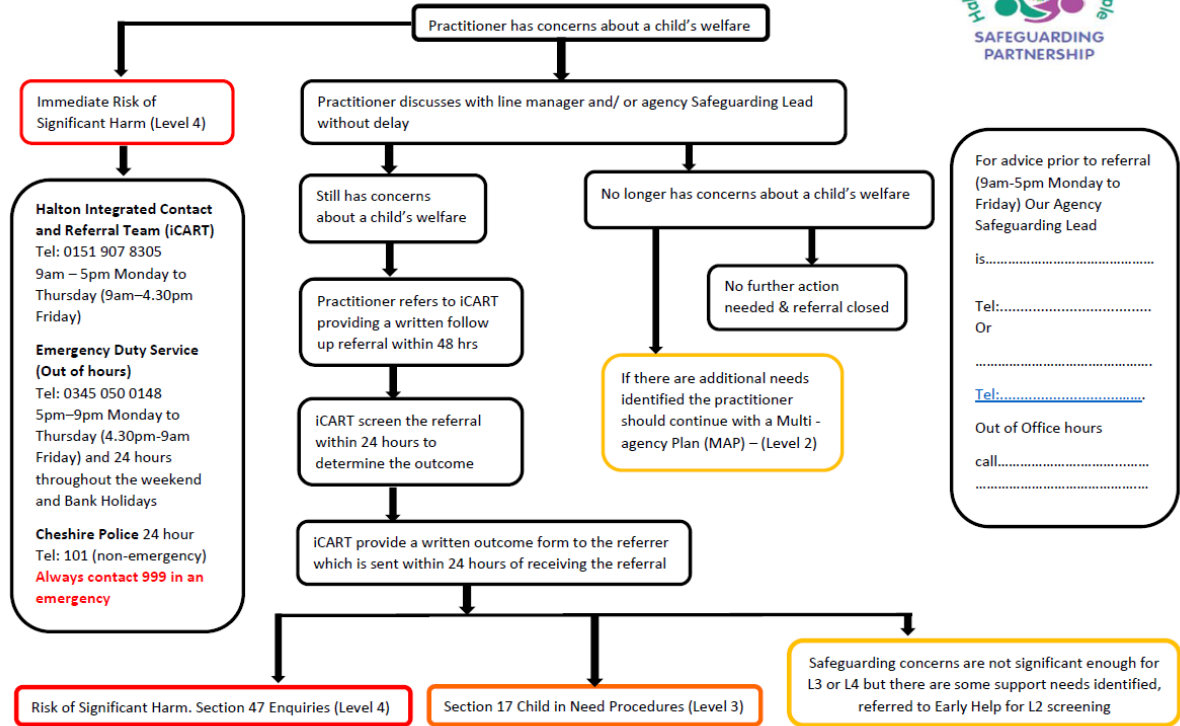 Practitioner has concerns about a child's welfare
SAFEGUARDING
PARTNERSHIP
Immediate Risk of
Significant Harm (Level 4)
Practitioner discusses with line manager and/ or agency Safeguarding Lead
without delay
Halton Integrated Contact
and Referral Team (iCART)
Tel: 0151 907 8305
9am – 5pm Monday to
Thursday (9am–4.30pm
Friday)
Emergency Duty Service
(Out of hours)
Tel: 0345 050 0148
5pm–9pm Monday to
Thursday (4.30pm-9am
Friday) and 24 hours
throughout the weekend
and Bank Holidays
Cheshire Police 24 hour
Tel: 101 (non-emergency)
Always contact 999 in an
emergency
Still has concerns
about a child's welfare
No longer has concerns about a child's welfare
Practitioner refers to iCART
providing a written follow
up referral within 48 hrs
No further action
needed & referral closed
If there are additional needs
identified the practitioner
should continue with a Multi -
agency Plan (MAP) – (Level 2)
iCART screen the referral
within 24 hours to
determine the outcome
iCART provide a written outcome form to the referrer
which is sent within 24 hours of receiving the referral
For advice prior to referral
(9am-5pm Monday to
Friday) Our Agency
Safeguarding Lead
is………………………………………
Tel:....................................
Or
……………………………………….
Tel:……………………………….
Out of Office hours
call…………………………………
……………………………………….
Risk of Significant Harm. Section 47 Enquiries (Level 4)
Section 17 Child in Need Procedures (Level 3)
Safeguarding concerns are not significant enough for
L3 or L4 but there are some support needs identified,
referred to Early Help for L2 screening